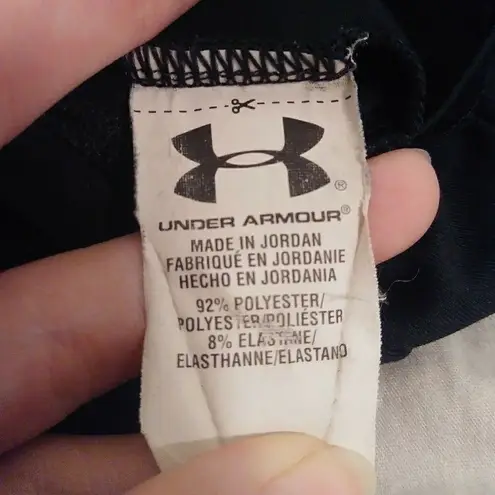 UNDER ARMOUR®
MADE IN JORDAN
FABRIQUÉ EN JORDANIE
HECHO EN JORDANIA
92% POLYESTER/
POLYESTER/POLIÉSTER
8% ELASTANE/
ELASTHANNE/ELASTANO